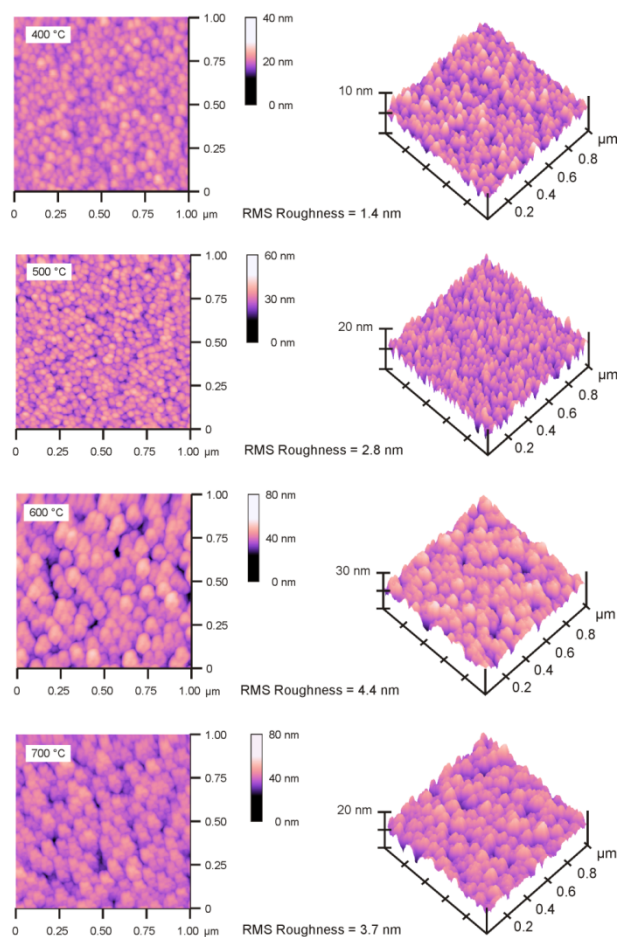 400 °C
1.00
0.75
0.50
0.25
0
0 0.25 0.50 0.75 1.00 µm
40 nm
20 nm
0 nm
10 nm
µm
0.8
0.6
0.4
0.2
RMS Roughness = 1.4 nm
500 °C
1.00
0.75
0.50
0.25
0
0 0.25 0.50 0.75 1.00 µm
60 nm
30 nm
0 nm
20 nm
µm
0.8
0.6
0.4
0.2
RMS Roughness = 2.8 nm
600 °C
1.00
0.75
0.50
0.25
0
0 0.25 0.50 0.75 1.00 µm
80 nm
40 nm
0 nm
30 nm
µm
0.8
0.6
0.4
0.2
RMS Roughness = 4.4 nm
700 °C
1.00
0.75
0.50
0.25
0
0 0.25 0.50 0.75 1.00 µm
80 nm
40 nm
0 nm
20 nm
µm
0.8
0.6
0.4
0.2
RMS Roughness = 3.7 nm